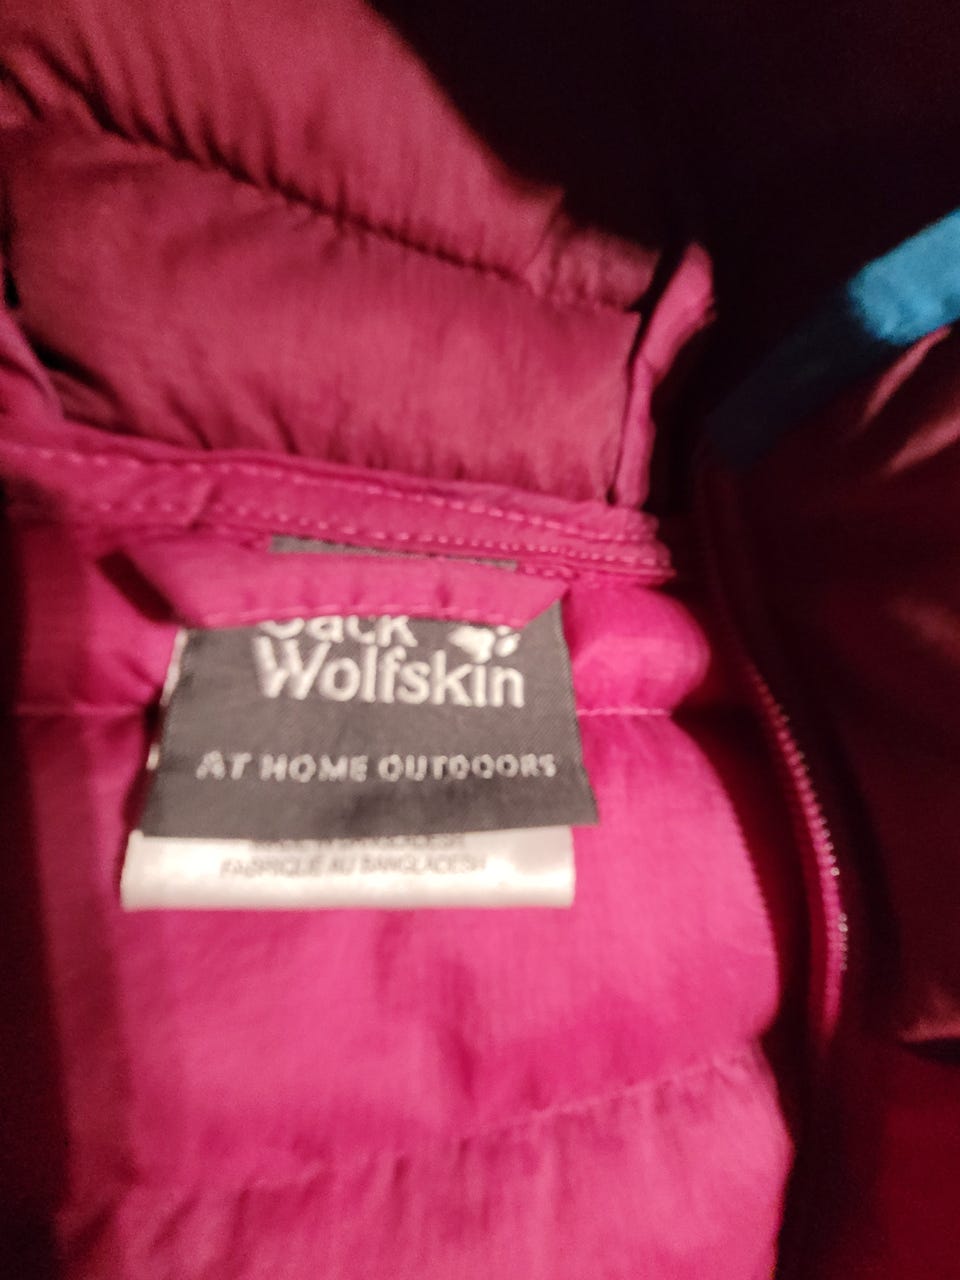 Jack
Wolfskin
AT HOME OUTDOORS
FABRIQUÉ AU BANGLADESH